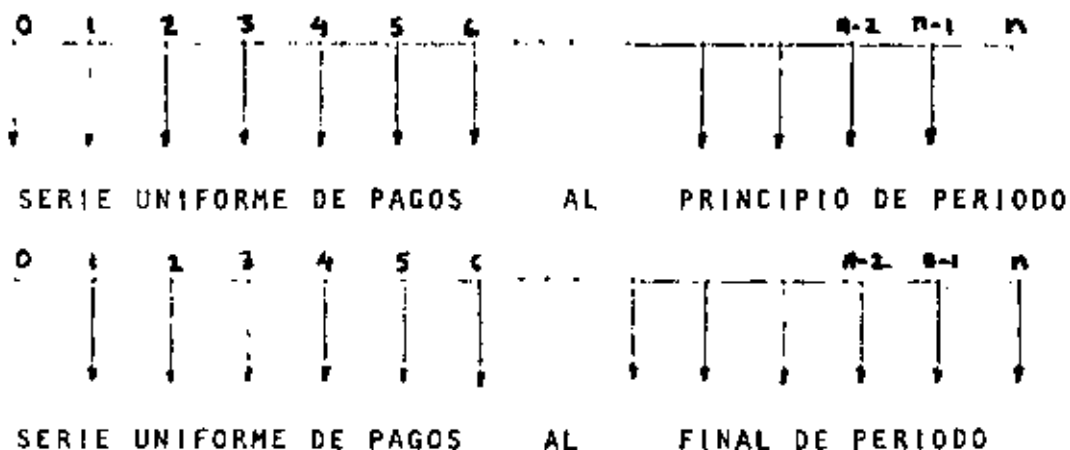 0 1 2 3 4 5 6 n-2 n-1 n
SERIE UNIFORME DE PAGOS AL PRINCIPIO DE PERIODO
0 1 2 3 4 5 6 n-2 n-1 n
SERIE UNIFORME DE PAGOS AL FINAL DE PERIODO